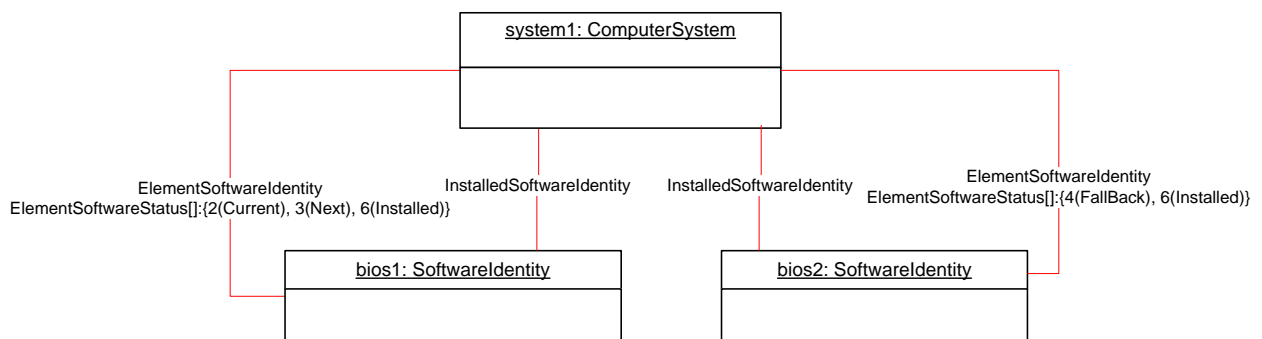 system1: ComputerSystem
ElementSoftwareIdentity
ElementSoftwareStatus[]:{2(Current), 3(Next), 6(Installed)}
InstalledSoftwareIdentity
InstalledSoftwareIdentity
ElementSoftwareIdentity
ElementSoftwareStatus[]:{4(FallBack), 6(Installed)}
bios1: SoftwareIdentity
bios2: SoftwareIdentity